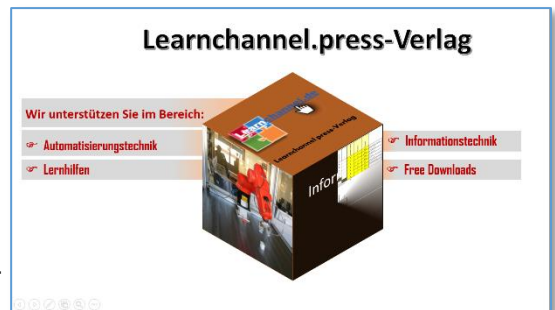 Learnchannel.press-Verlag
Wir unterstützen Sie im Bereich:
☞ Automatisierungstechnik
☞ Lernhilfen
Learnchannel.press-Verlag
Infor
☞ Informationstechnik
☞ Free Downloads